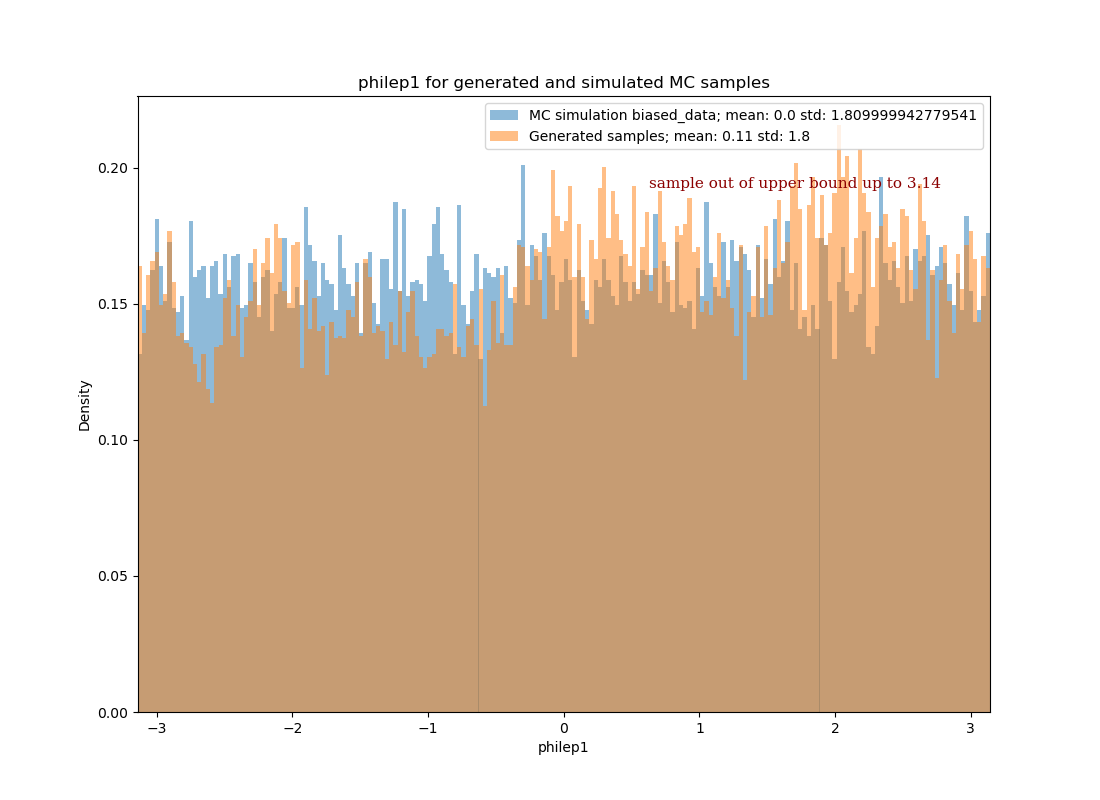 philep1 for generated and simulated MC samples
MC simulation biased_data; mean: 0.0 std: 1.809999942779541
Generated samples; mean: 0.11 std: 1.8
sample out of upper bound up to 3.14
Density
0.20
0.15
0.10
0.05
0.00
−3 −2 −1 0 1 2 3
philep1